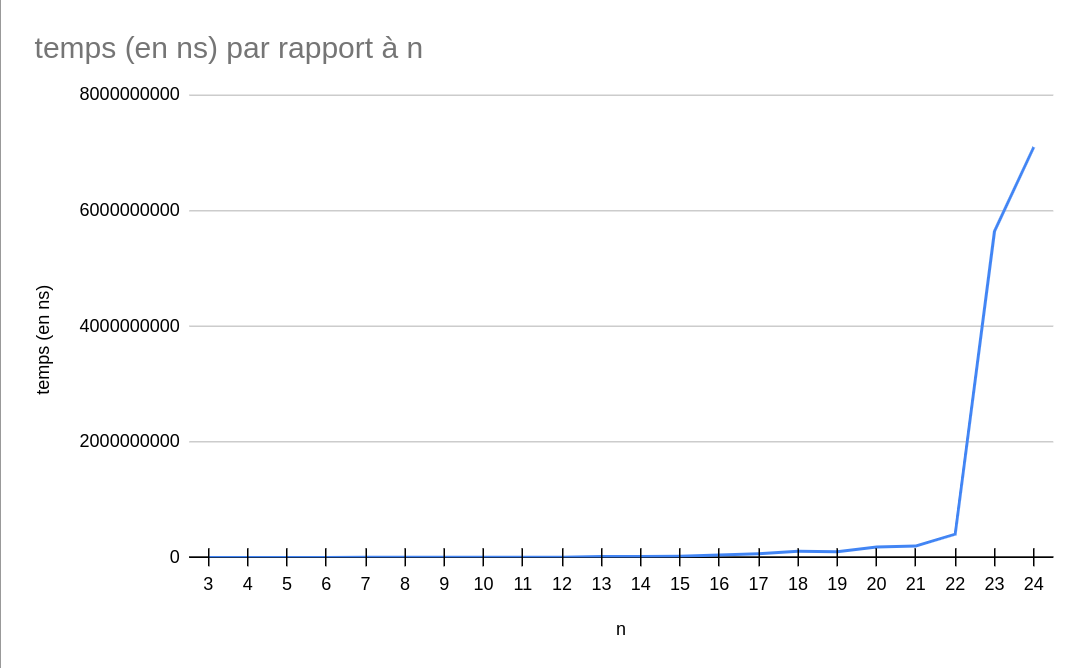 temps (en ns) par rapport à n
8000000000
6000000000
4000000000
2000000000
0
temps (en ns)
3 4 5 6 7 8 9 10 11 12 13 14 15 16 17 18 19 20 21 22 23 24
n